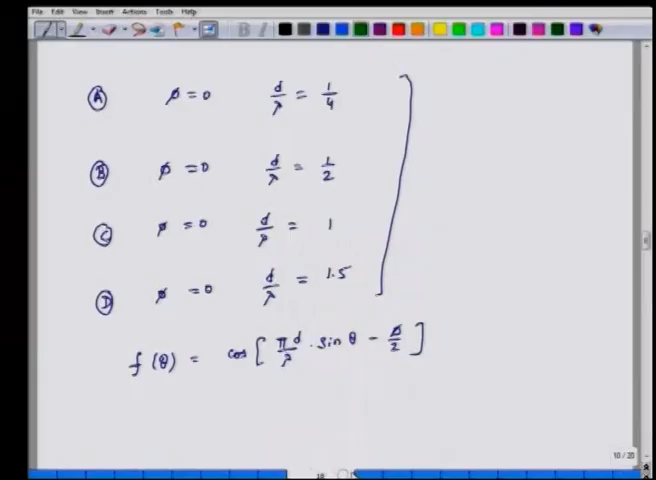 File Edit View Insert Actions Tools Help
Ⓐ ϕ = 0 d/λ = 1/4
Ⓑ ϕ = 0 d/λ = 1/2
Ⓒ ϕ = 0 d/λ = 1
Ⓓ ϕ = 0 d/λ = 1.5
f(θ) = cos[πd/λ . sin θ - ϕ/2]
10 / 20